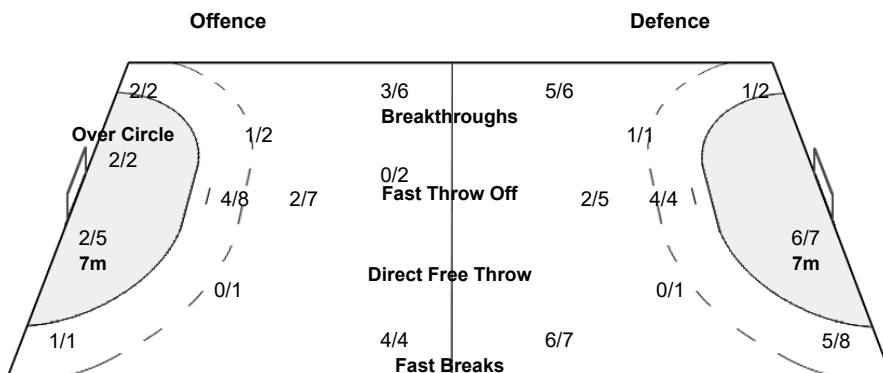 Offence Defence
2/2 3/6 5/6 1/2
Breakthroughs
Over Circle 1/2 1/1
2/2
0/2
Fast Throw Off
4/8 2/7 2/5 4/4
2/5 6/7
7m 7m
Direct Free Throw
0/1 0/1
1/1 4/4 6/7 5/8
Fast Breaks